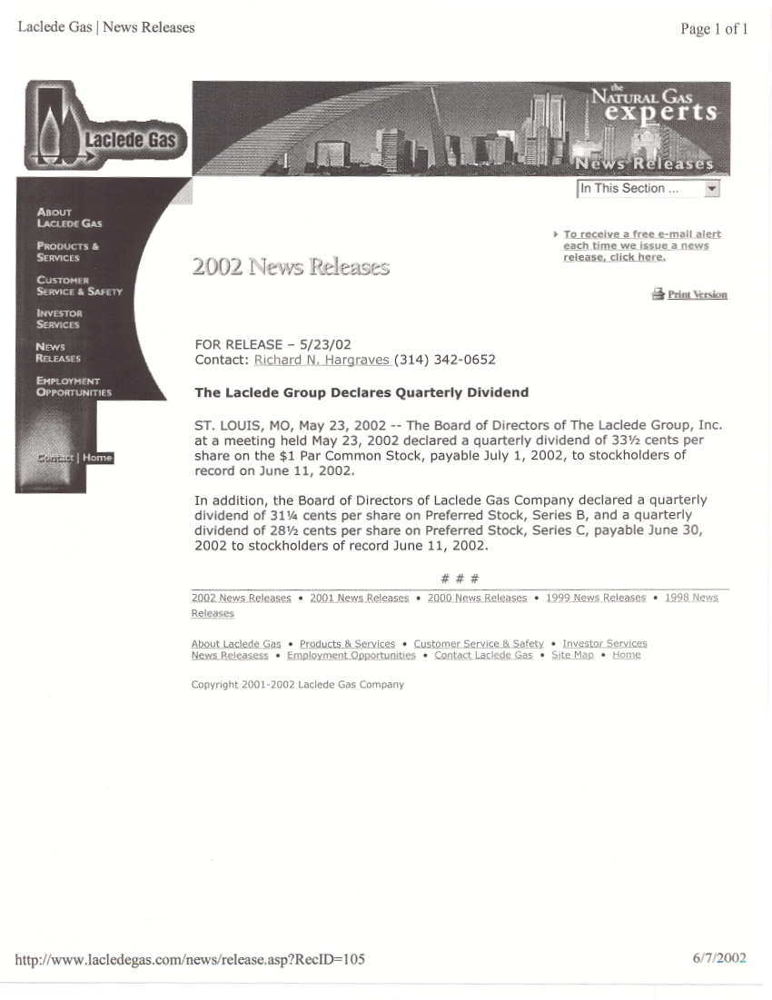 Laclede Gas | News Releases
Page 1 of 1
Laclede Gas
the
NATURAL GAS
experts
News Releases
In This Section ...
ABOUT
LACLEDE GAS
PRODUCTS &
SERVICES
CUSTOMER
SERVICE & SAFETY
INVESTOR
SERVICES
NEWS
RELEASES
EMPLOYMENT
OPPORTUNITIES
Contact | Home
To receive a free e-mail alert
each time we issue a news
release, click here.
2002 News Releases
Print Version
FOR RELEASE – 5/23/02
Contact: Richard N. Hargraves (314) 342-0652
The Laclede Group Declares Quarterly Dividend
ST. LOUIS, MO, May 23, 2002 -- The Board of Directors of The Laclede Group, Inc.
at a meeting held May 23, 2002 declared a quarterly dividend of 33½ cents per
share on the $1 Par Common Stock, payable July 1, 2002, to stockholders of
record on June 11, 2002.
In addition, the Board of Directors of Laclede Gas Company declared a quarterly
dividend of 31¼ cents per share on Preferred Stock, Series B, and a quarterly
dividend of 28½ cents per share on Preferred Stock, Series C, payable June 30,
2002 to stockholders of record June 11, 2002.
# # #
2002 News Releases • 2001 News Releases • 2000 News Releases • 1999 News Releases • 1998 News
Releases
About Laclede Gas • Products & Services • Customer Service & Safety • Investor Services
News Releasess • Employment Opportunities • Contact Laclede Gas • Site Map • Home
Copyright 2001-2002 Laclede Gas Company
http://www.lacledegas.com/news/release.asp?RecID=105
6/7/2002